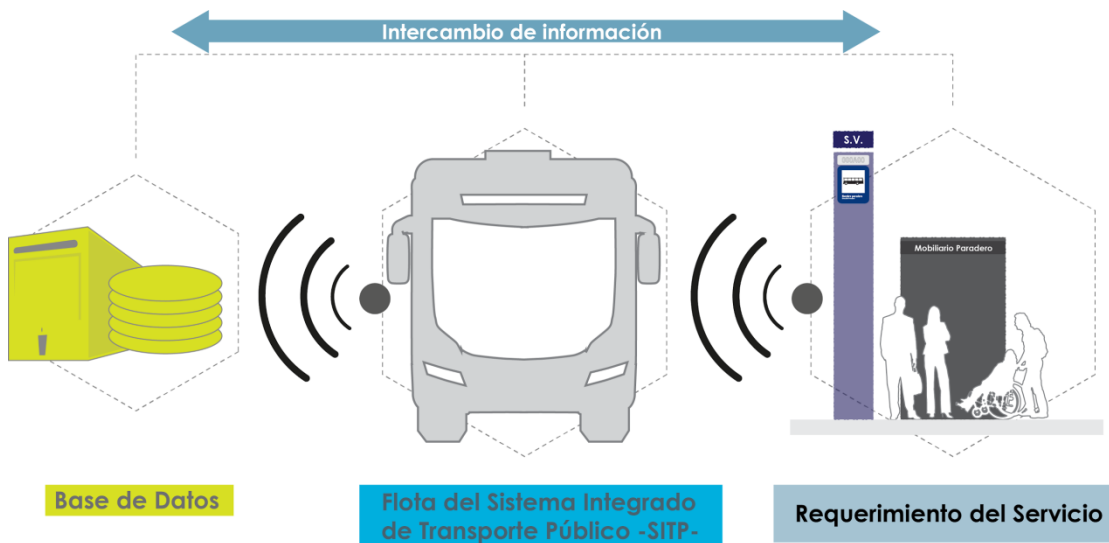 Intercambio de información
S.V.
Mobiliario Paradero
Base de Datos
Flota del Sistema Integrado
de Transporte Público -SITP-
Requerimiento del Servicio